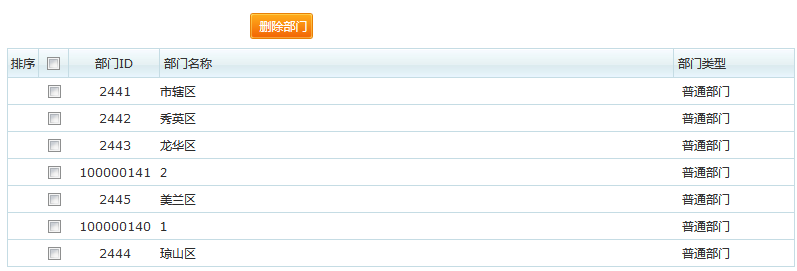 删除部门
排序 部门ID 部门名称 部门类型
2441 市辖区 普通部门
2442 秀英区 普通部门
2443 龙华区 普通部门
100000141 2 普通部门
2445 美兰区 普通部门
100000140 1 普通部门
2444 琼山区 普通部门